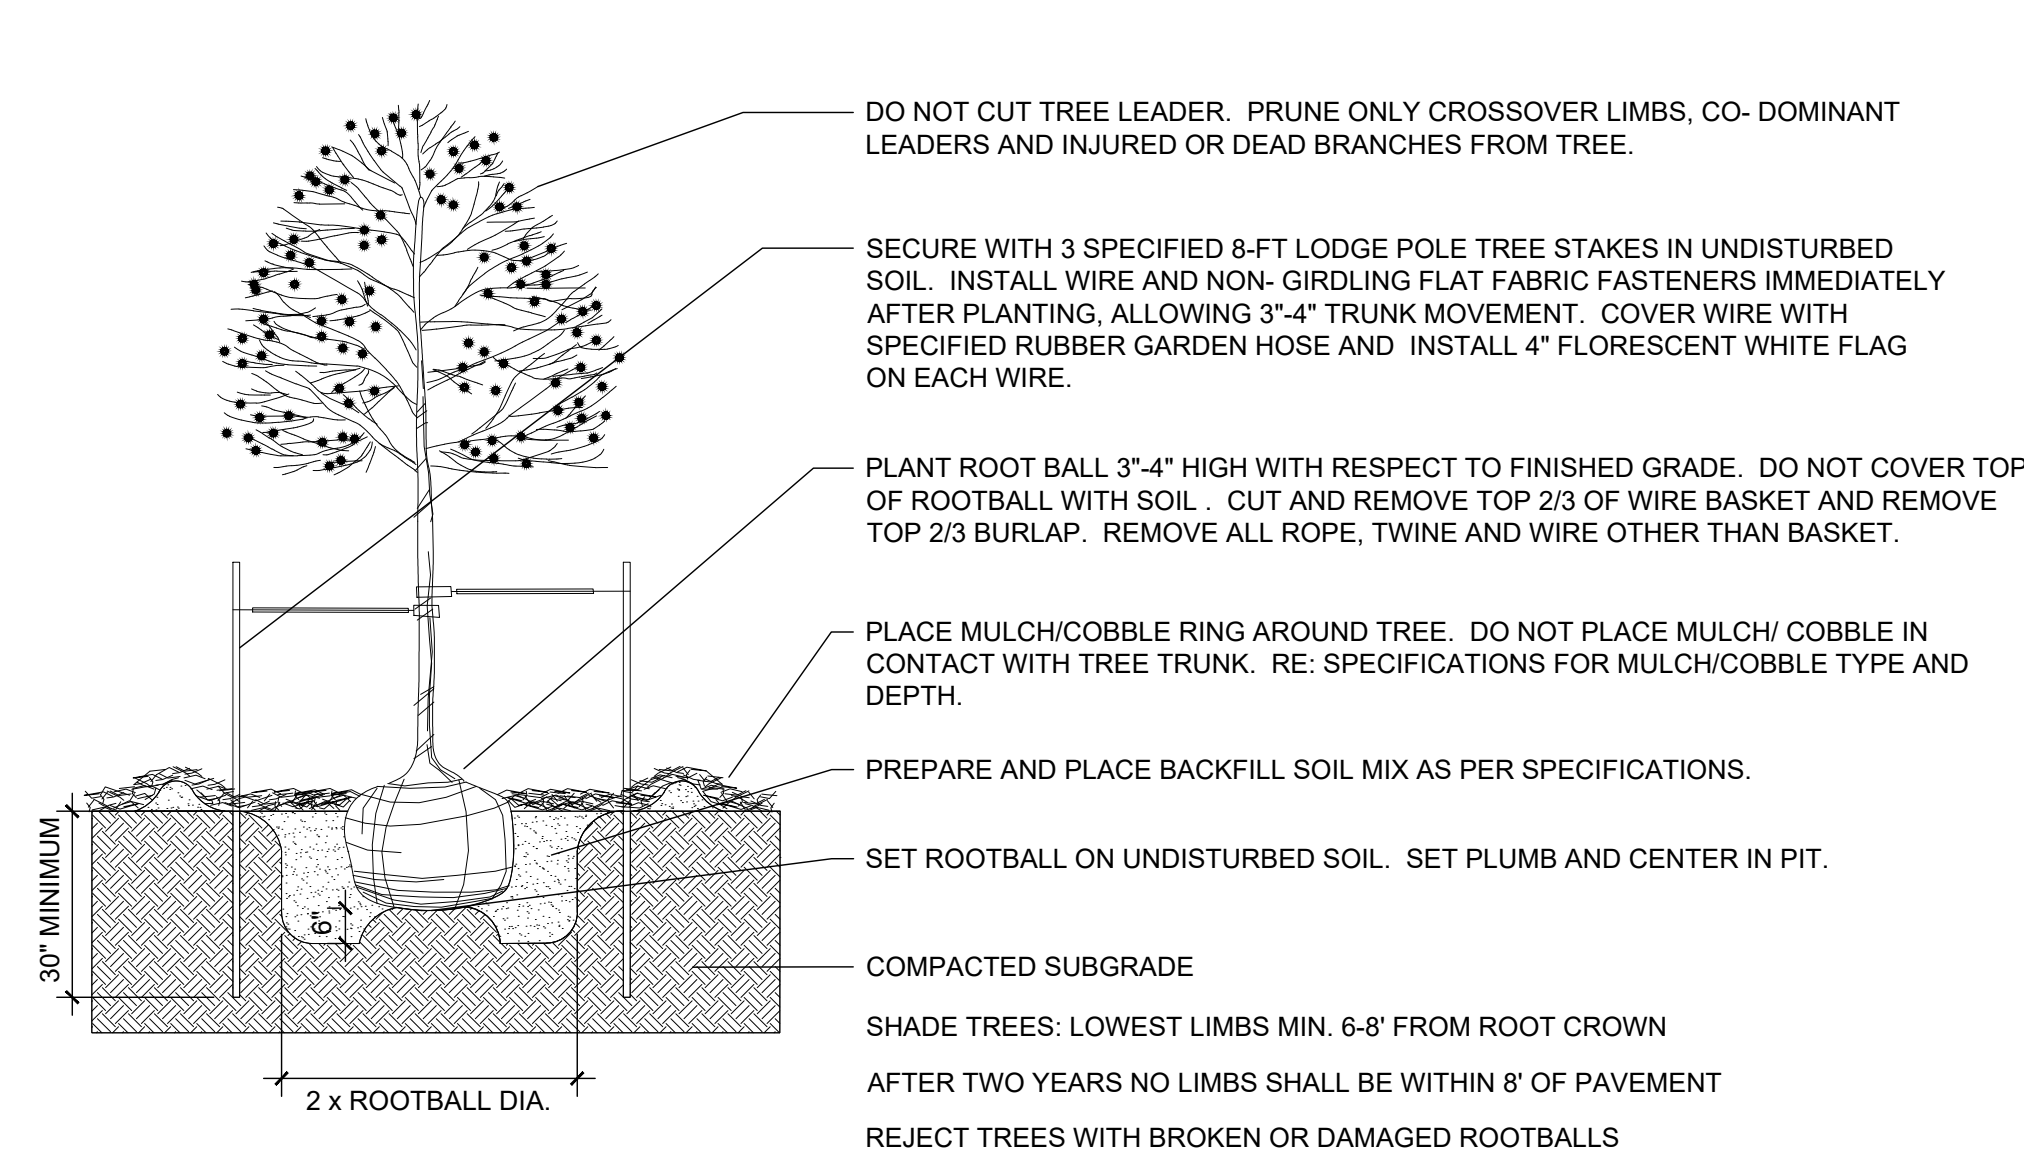 DO NOT CUT TREE LEADER.  PRUNE ONLY CROSSOVER LIMBS, CO- DOMINANT
LEADERS AND INJURED OR DEAD BRANCHES FROM TREE.
SECURE WITH 3 SPECIFIED 8-FT LODGE POLE TREE STAKES IN UNDISTURBED
SOIL.  INSTALL WIRE AND NON- GIRDLING FLAT FABRIC FASTENERS IMMEDIATELY
AFTER PLANTING, ALLOWING 3"-4" TRUNK MOVEMENT.  COVER WIRE WITH
SPECIFIED RUBBER GARDEN HOSE AND  INSTALL 4" FLORESCENT WHITE FLAG
ON EACH WIRE.
PLANT ROOT BALL 3"-4" HIGH WITH RESPECT TO FINISHED GRADE.  DO NOT COVER TOP
OF ROOTBALL WITH SOIL .  CUT AND REMOVE TOP 2/3 OF WIRE BASKET AND REMOVE
TOP 2/3 BURLAP.  REMOVE ALL ROPE, TWINE AND WIRE OTHER THAN BASKET.
PLACE MULCH/COBBLE RING AROUND TREE.  DO NOT PLACE MULCH/ COBBLE IN
CONTACT WITH TREE TRUNK.  RE: SPECIFICATIONS FOR MULCH/COBBLE TYPE AND
DEPTH.
PREPARE AND PLACE BACKFILL SOIL MIX AS PER SPECIFICATIONS.
SET ROOTBALL ON UNDISTURBED SOIL.  SET PLUMB AND CENTER IN PIT.
30" MINIMUM
6"
COMPACTED SUBGRADE
SHADE TREES: LOWEST LIMBS MIN. 6-8' FROM ROOT CROWN
AFTER TWO YEARS NO LIMBS SHALL BE WITHIN 8' OF PAVEMENT
2 x ROOTBALL DIA.
REJECT TREES WITH BROKEN OR DAMAGED ROOTBALLS